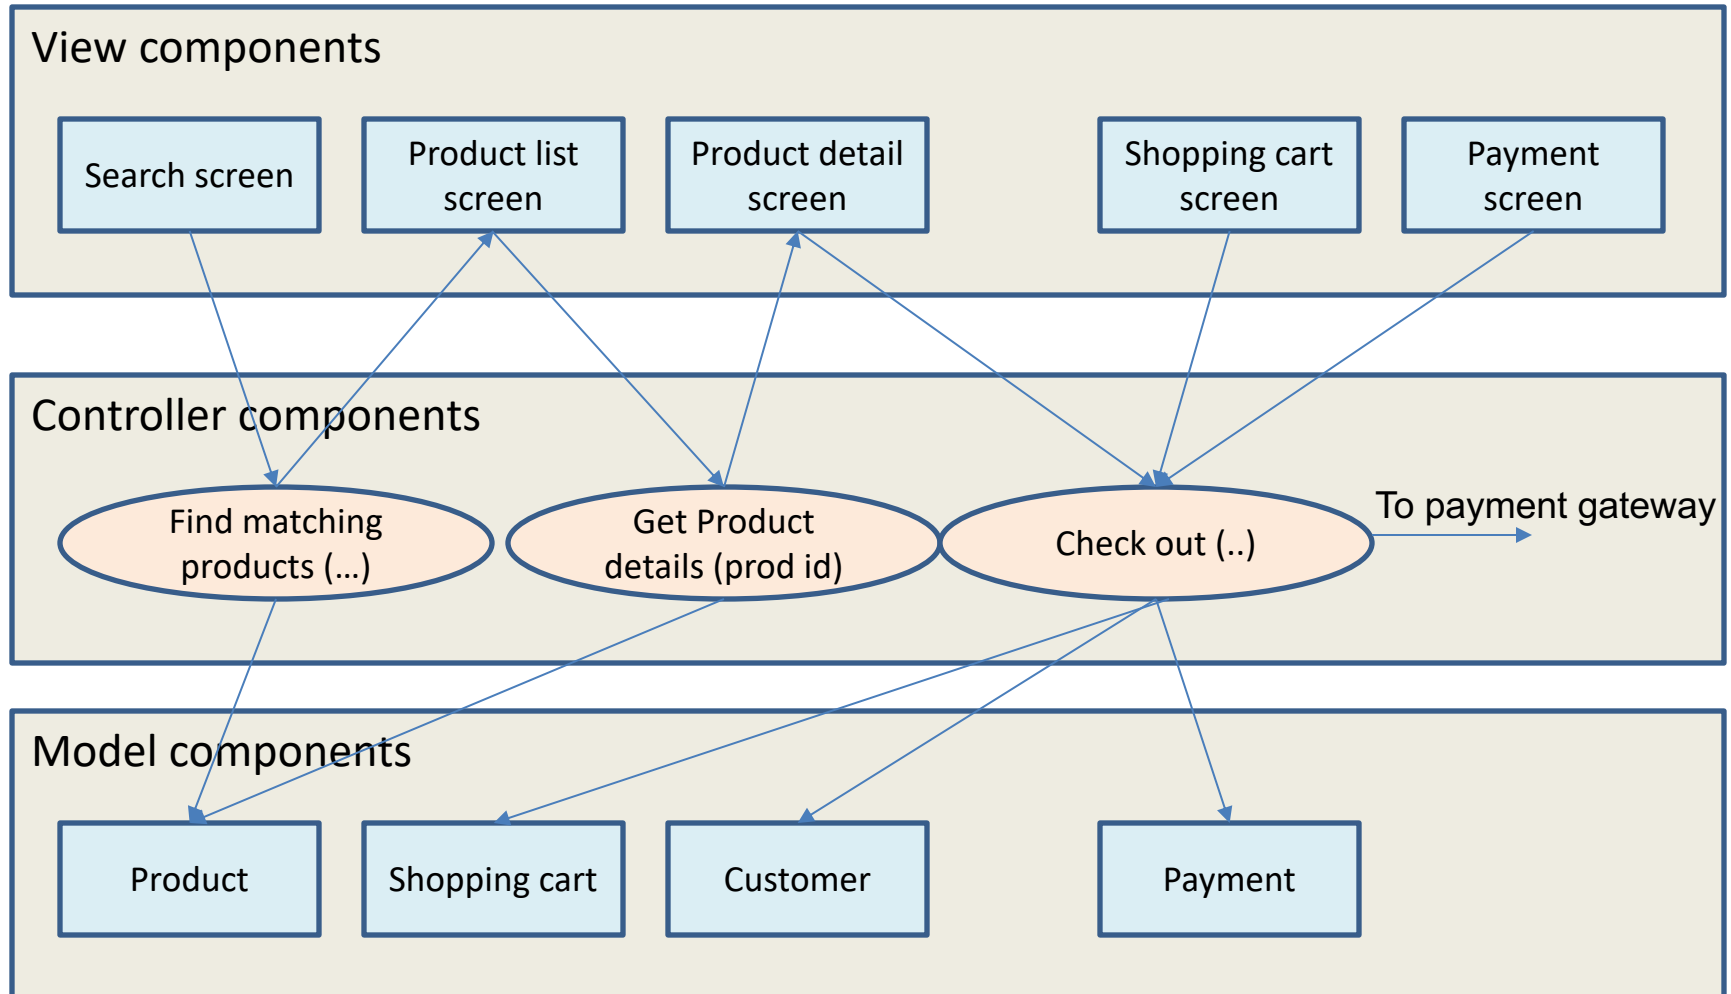 View components
Search screen
Product list
screen
Product detail
screen
Shopping cart
screen
Payment
screen
Controller components
Find matching
products (...)
Get Product
details (prod id)
Check out (..)
To payment gateway
Model components
Product
Shopping cart
Customer
Payment